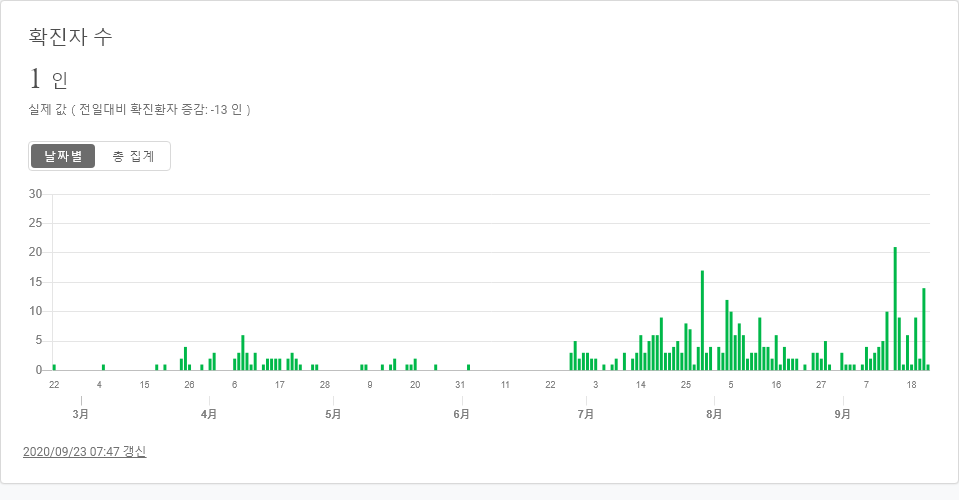 확진자 수
1 인
실제 값 ( 전일대비 확진환자 증감: -13 인 )
날짜별 총 집계
30
25
20
15
10
5
0
22 4 15 26 6 17 28 9 20 31 11 22 3 14 25 5 16 27 7 18
3月 4月 5月 6月 7月 8月 9月
2020/09/23 07:47 갱신